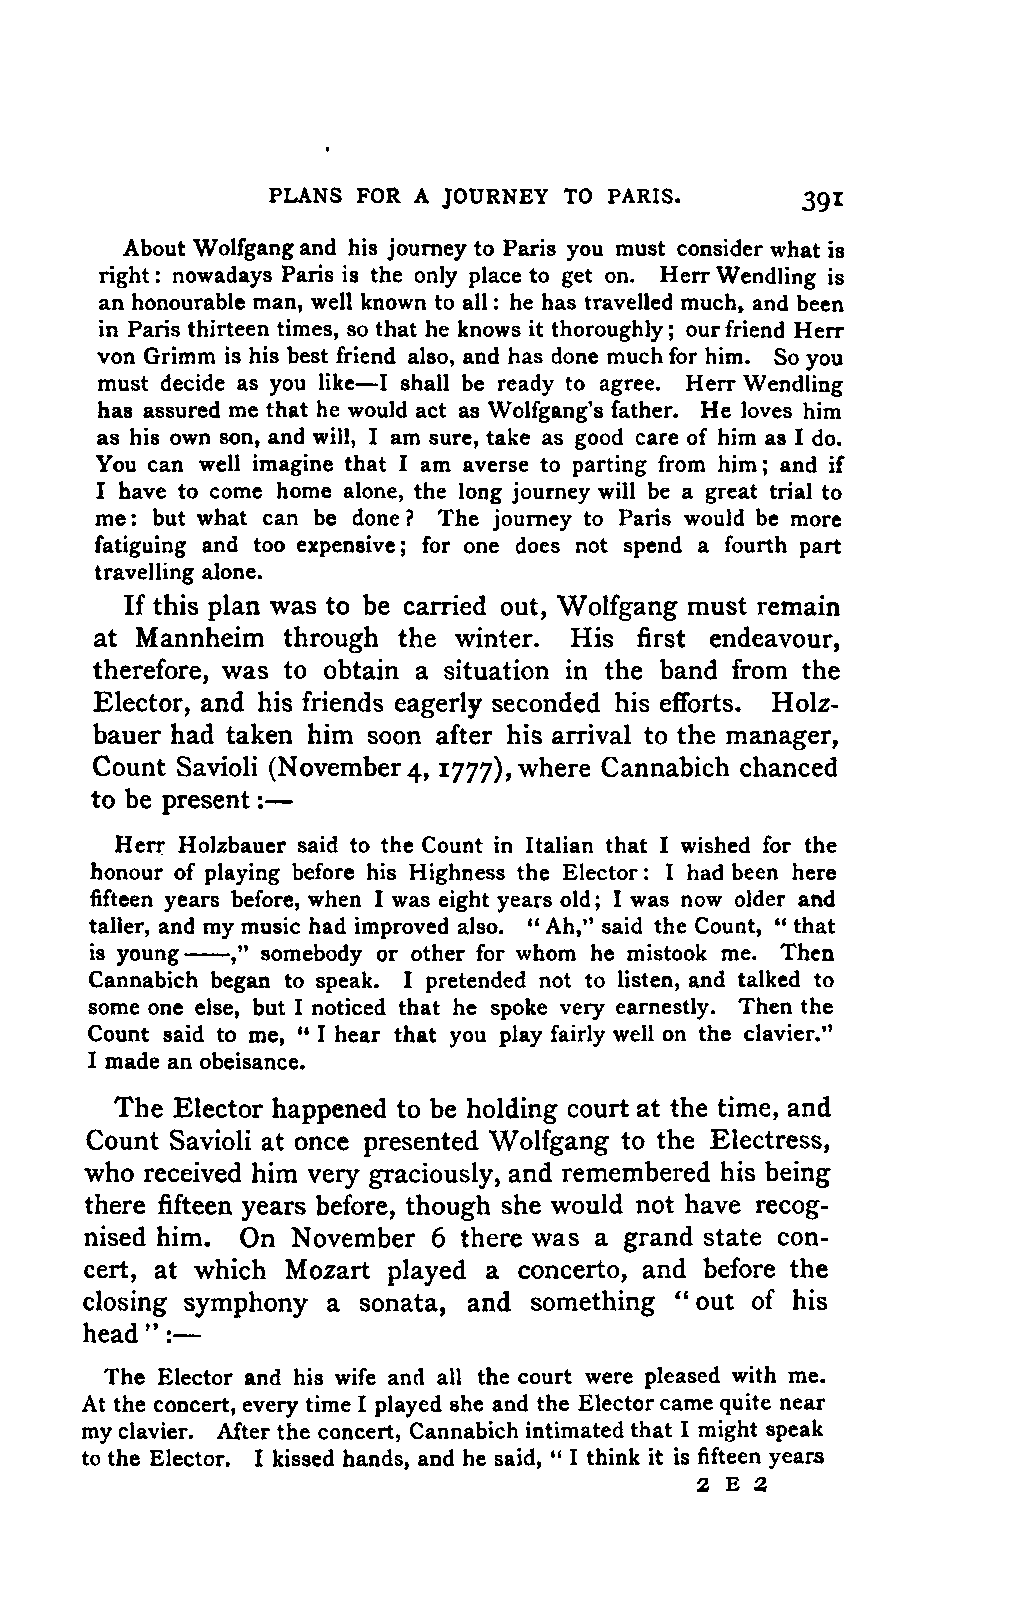 PLANS FOR A JOURNEY TO PARIS. 391
About Wolfgang and his journey to Paris you must consider what is
right: nowadays Paris is the only place to get on. Herr Wendling is
an honourable man, well known to all: he has travelled much, and been
in Paris thirteen times, so that he knows it thoroughly; our friend Herr
von Grimm is his best friend also, and has done much for him. So you
must decide as you like—I shall be ready to agree. Herr Wendling
has assured me that he would act as Wolfgang's father. He loves him
as his own son, and will, I am sure, take as good care of him as I do.
You can well imagine that I am averse to parting from him; and if
I have to come home alone, the long journey will be a great trial to
me: but what can be done? The journey to Paris would be more
fatiguing and too expensive; for one does not spend a fourth part
travelling alone.
If this plan was to be carried out, Wolfgang must remain
at Mannheim through the winter. His first endeavour,
therefore, was to obtain a situation in the band from the
Elector, and his friends eagerly seconded his efforts. Holz-
bauer had taken him soon after his arrival to the manager,
Count Savioli (November 4, 1777), where Cannabich chanced
to be present:—
Herr Holzbauer said to the Count in Italian that I wished for the
honour of playing before his Highness the Elector: I had been here
fifteen years before, when I was eight years old; I was now older and
taller, and my music had improved also. "Ah," said the Count, "that
is young——," somebody or other for whom he mistook me. Then
Cannabich began to speak. I pretended not to listen, and talked to
some one else, but I noticed that he spoke very earnestly. Then the
Count said to me, "I hear that you play fairly well on the clavier."
I made an obeisance.
The Elector happened to be holding court at the time, and
Count Savioli at once presented Wolfgang to the Electress,
who received him very graciously, and remembered his being
there fifteen years before, though she would not have recog-
nised him. On November 6 there was a grand state con-
cert, at which Mozart played a concerto, and before the
closing symphony a sonata, and something "out of his
head":—
The Elector and his wife and all the court were pleased with me.
At the concert, every time I played she and the Elector came quite near
my clavier. After the concert, Cannabich intimated that I might speak
to the Elector. I kissed hands, and he said, "I think it is fifteen years
2 E 2